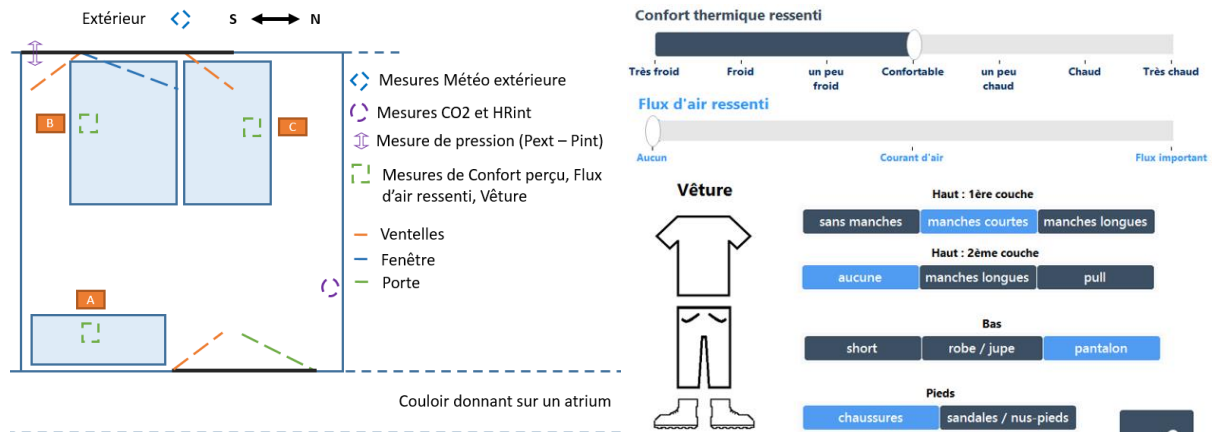 Extérieur
S
N
Mesures Météo extérieure
Mesures CO2 et HRint
Mesure de pression (Pext – Pint)
Mesures de Confort perçu, Flux
d'air ressenti, Vêture
Ventelles
Fenêtre
Porte
B
C
A
Couloir donnant sur un atrium
Confort thermique ressenti
Très froid
Froid
un peu
froid
Confortable
un peu
chaud
Chaud
Très chaud
Flux d'air ressenti
Aucun
Courant d'air
Flux important
Vêture
Haut : 1ère couche
sans manches
manches courtes
manches longues
Haut : 2ème couche
aucune
manches longues
pull
Bas
short
robe / jupe
pantalon
Pieds
chaussures
sandales / nus-pieds